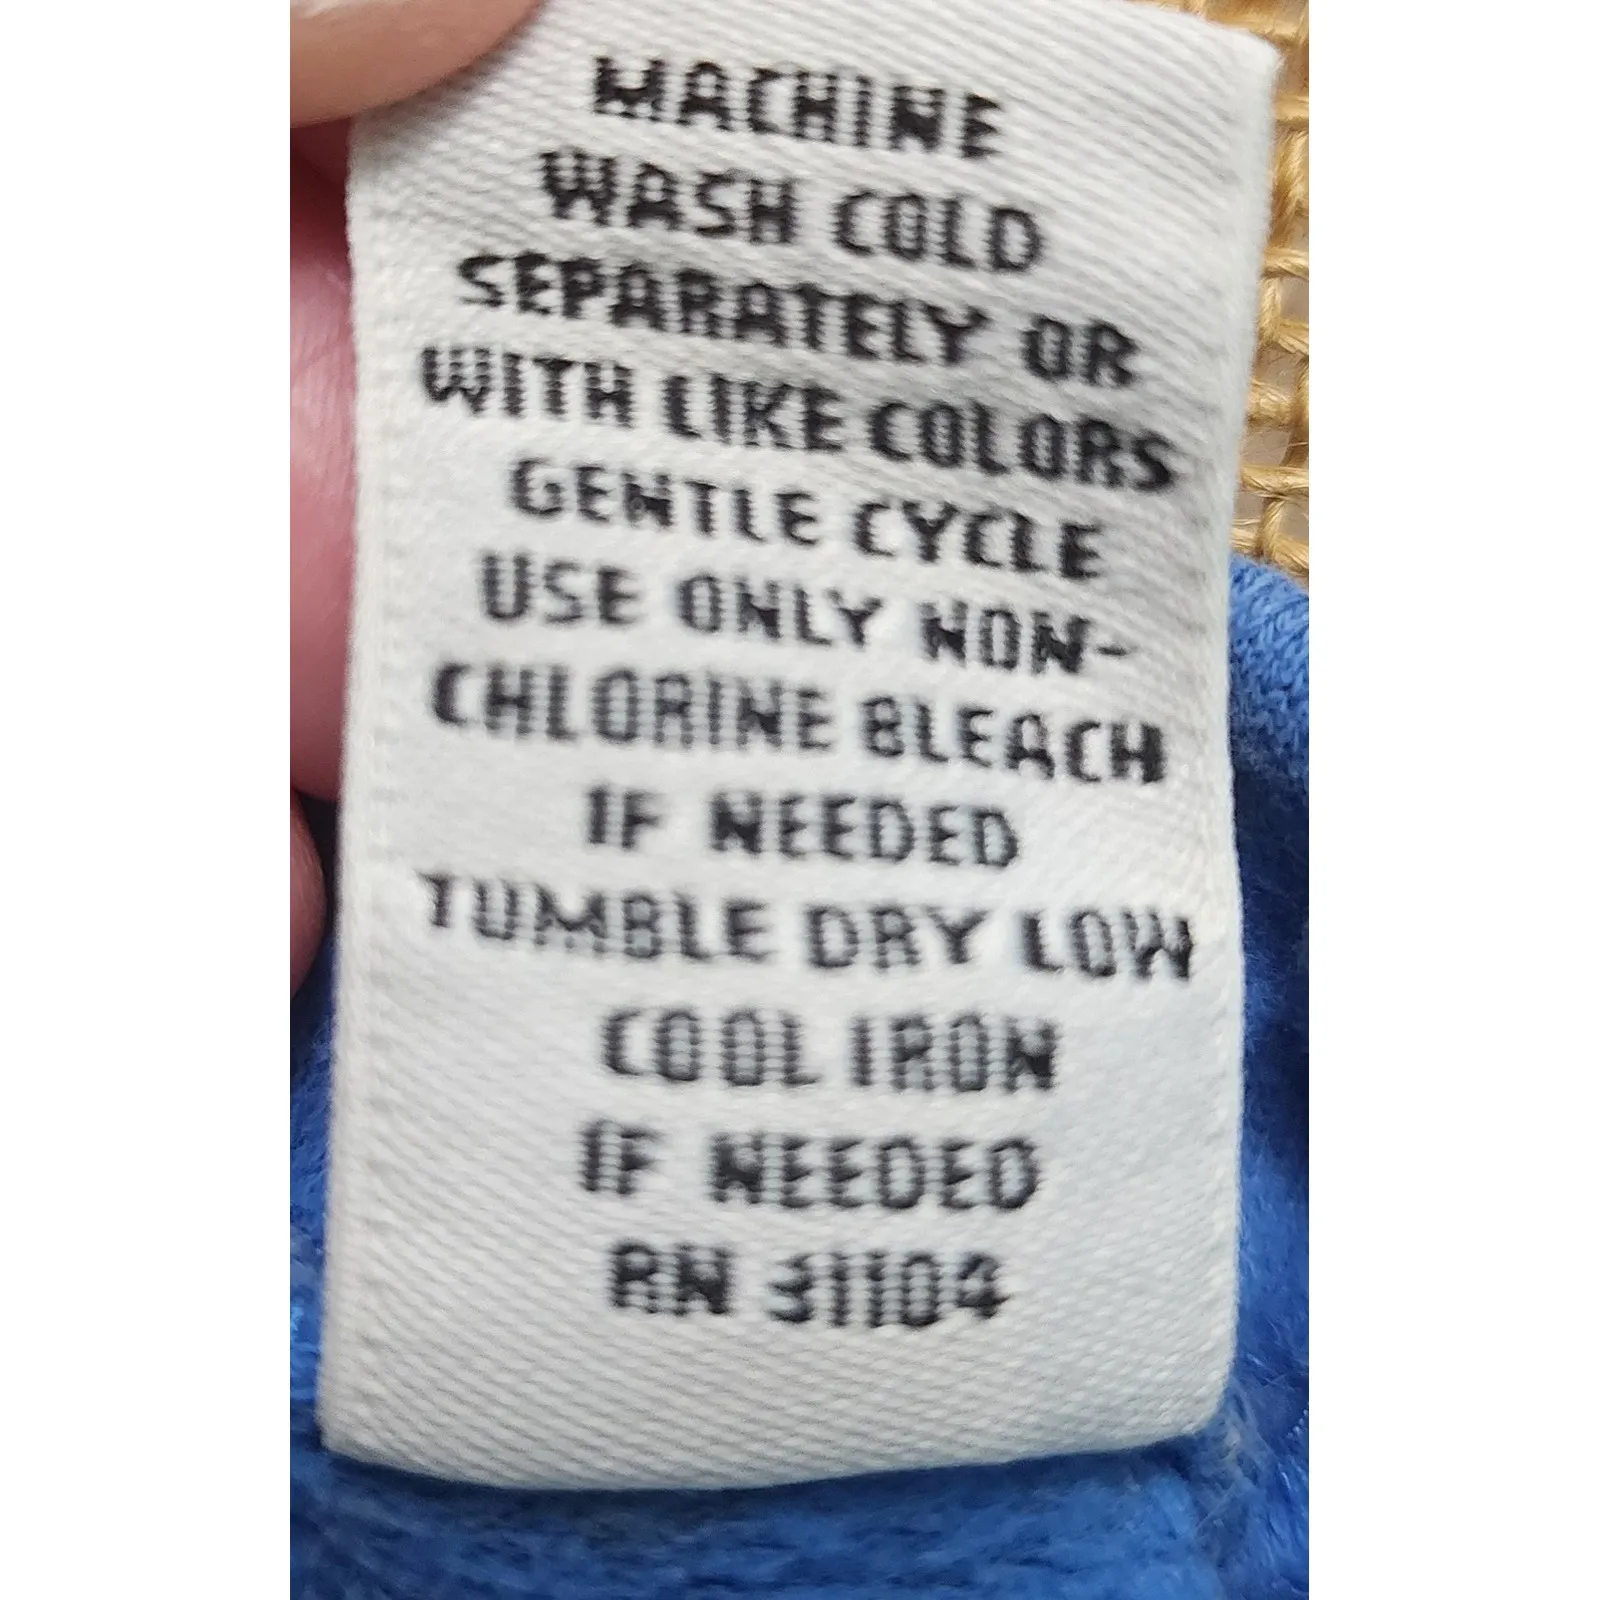 MACHINE
WASH COLD
SEPARATELY OR
WITH LIKE COLORS
GENTLE CYCLE
USE ONLY NON-
CHLORINE BLEACH
IF NEEDED
TUMBLE DRY LOW
COOL IRON
IF NEEDED
RN 31104